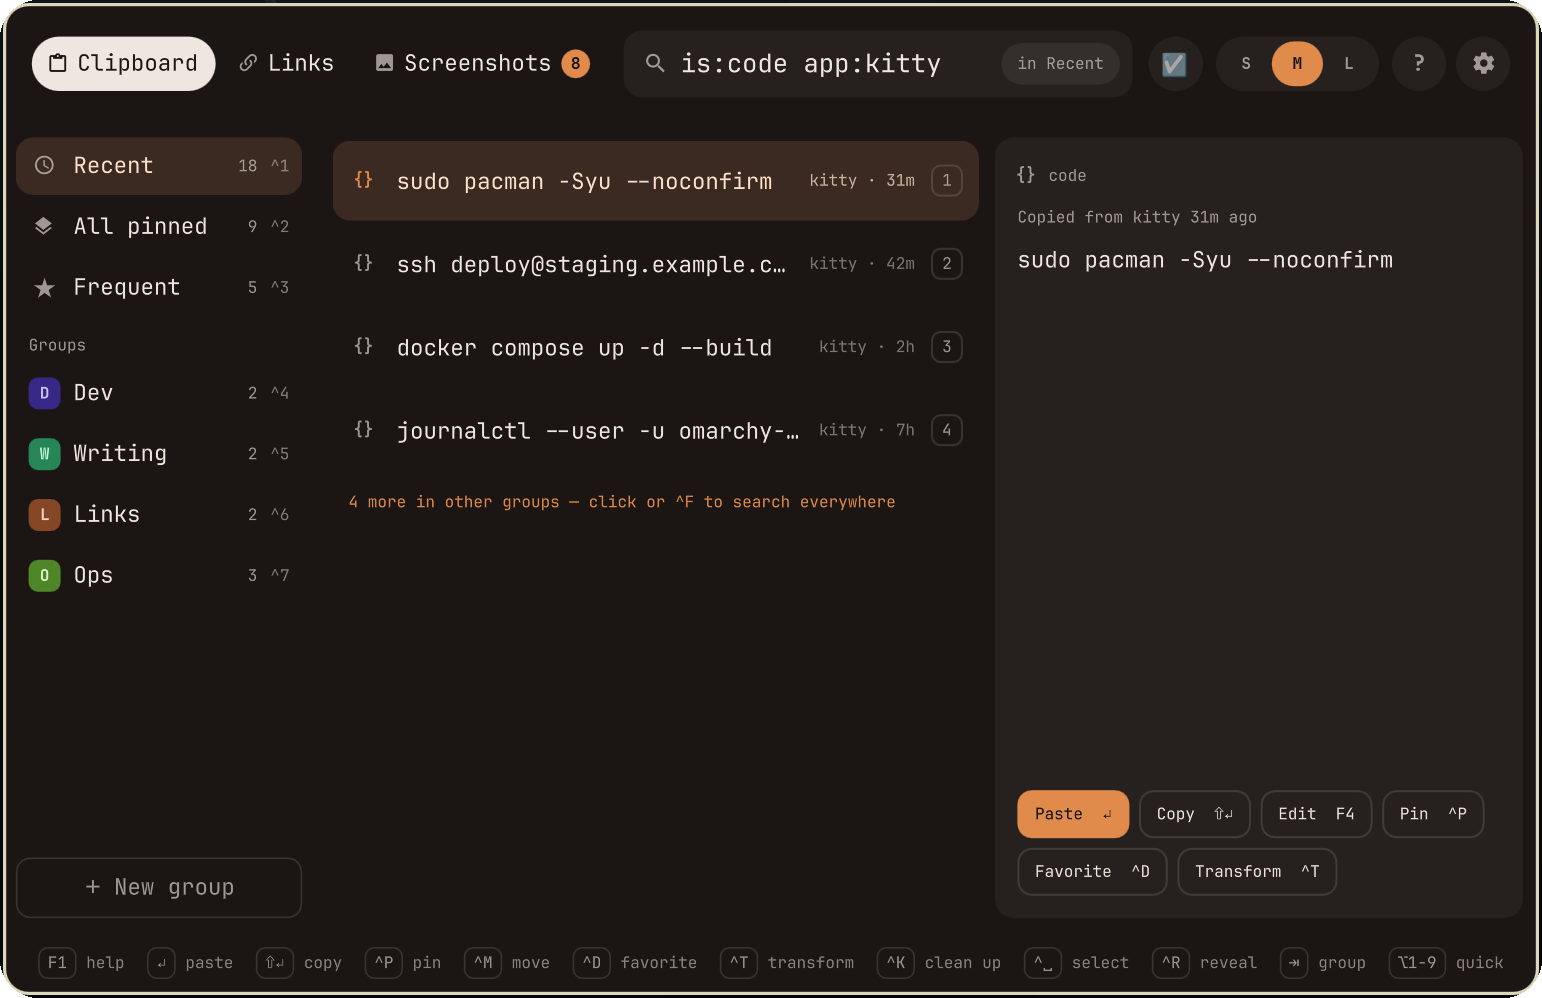 Clipboard Links Screenshots 8 is:code app:kitty in Recent ☑ S M L ?
Recent 18 ^1
All pinned 9 ^2
Frequent 5 ^3
Groups
D Dev 2 ^4
W Writing 2 ^5
L Links 2 ^6
O Ops 3 ^7
+ New group
{} sudo pacman -Syu --noconfirm kitty · 31m 1
{} ssh deploy@staging.example.c… kitty · 42m 2
{} docker compose up -d --build kitty · 2h 3
{} journalctl --user -u omarchy-… kitty · 7h 4
4 more in other groups — click or ^F to search everywhere
{} code
Copied from kitty 31m ago
sudo pacman -Syu --noconfirm
Paste ↲ Copy ⇧↲ Edit F4 Pin ^P
Favorite ^D Transform ^T
F1 help ↲ paste ⇧↲ copy ^P pin ^M move ^D favorite ^T transform ^K clean up ^␣ select ^R reveal ⇥ group ⌥1-9 quick